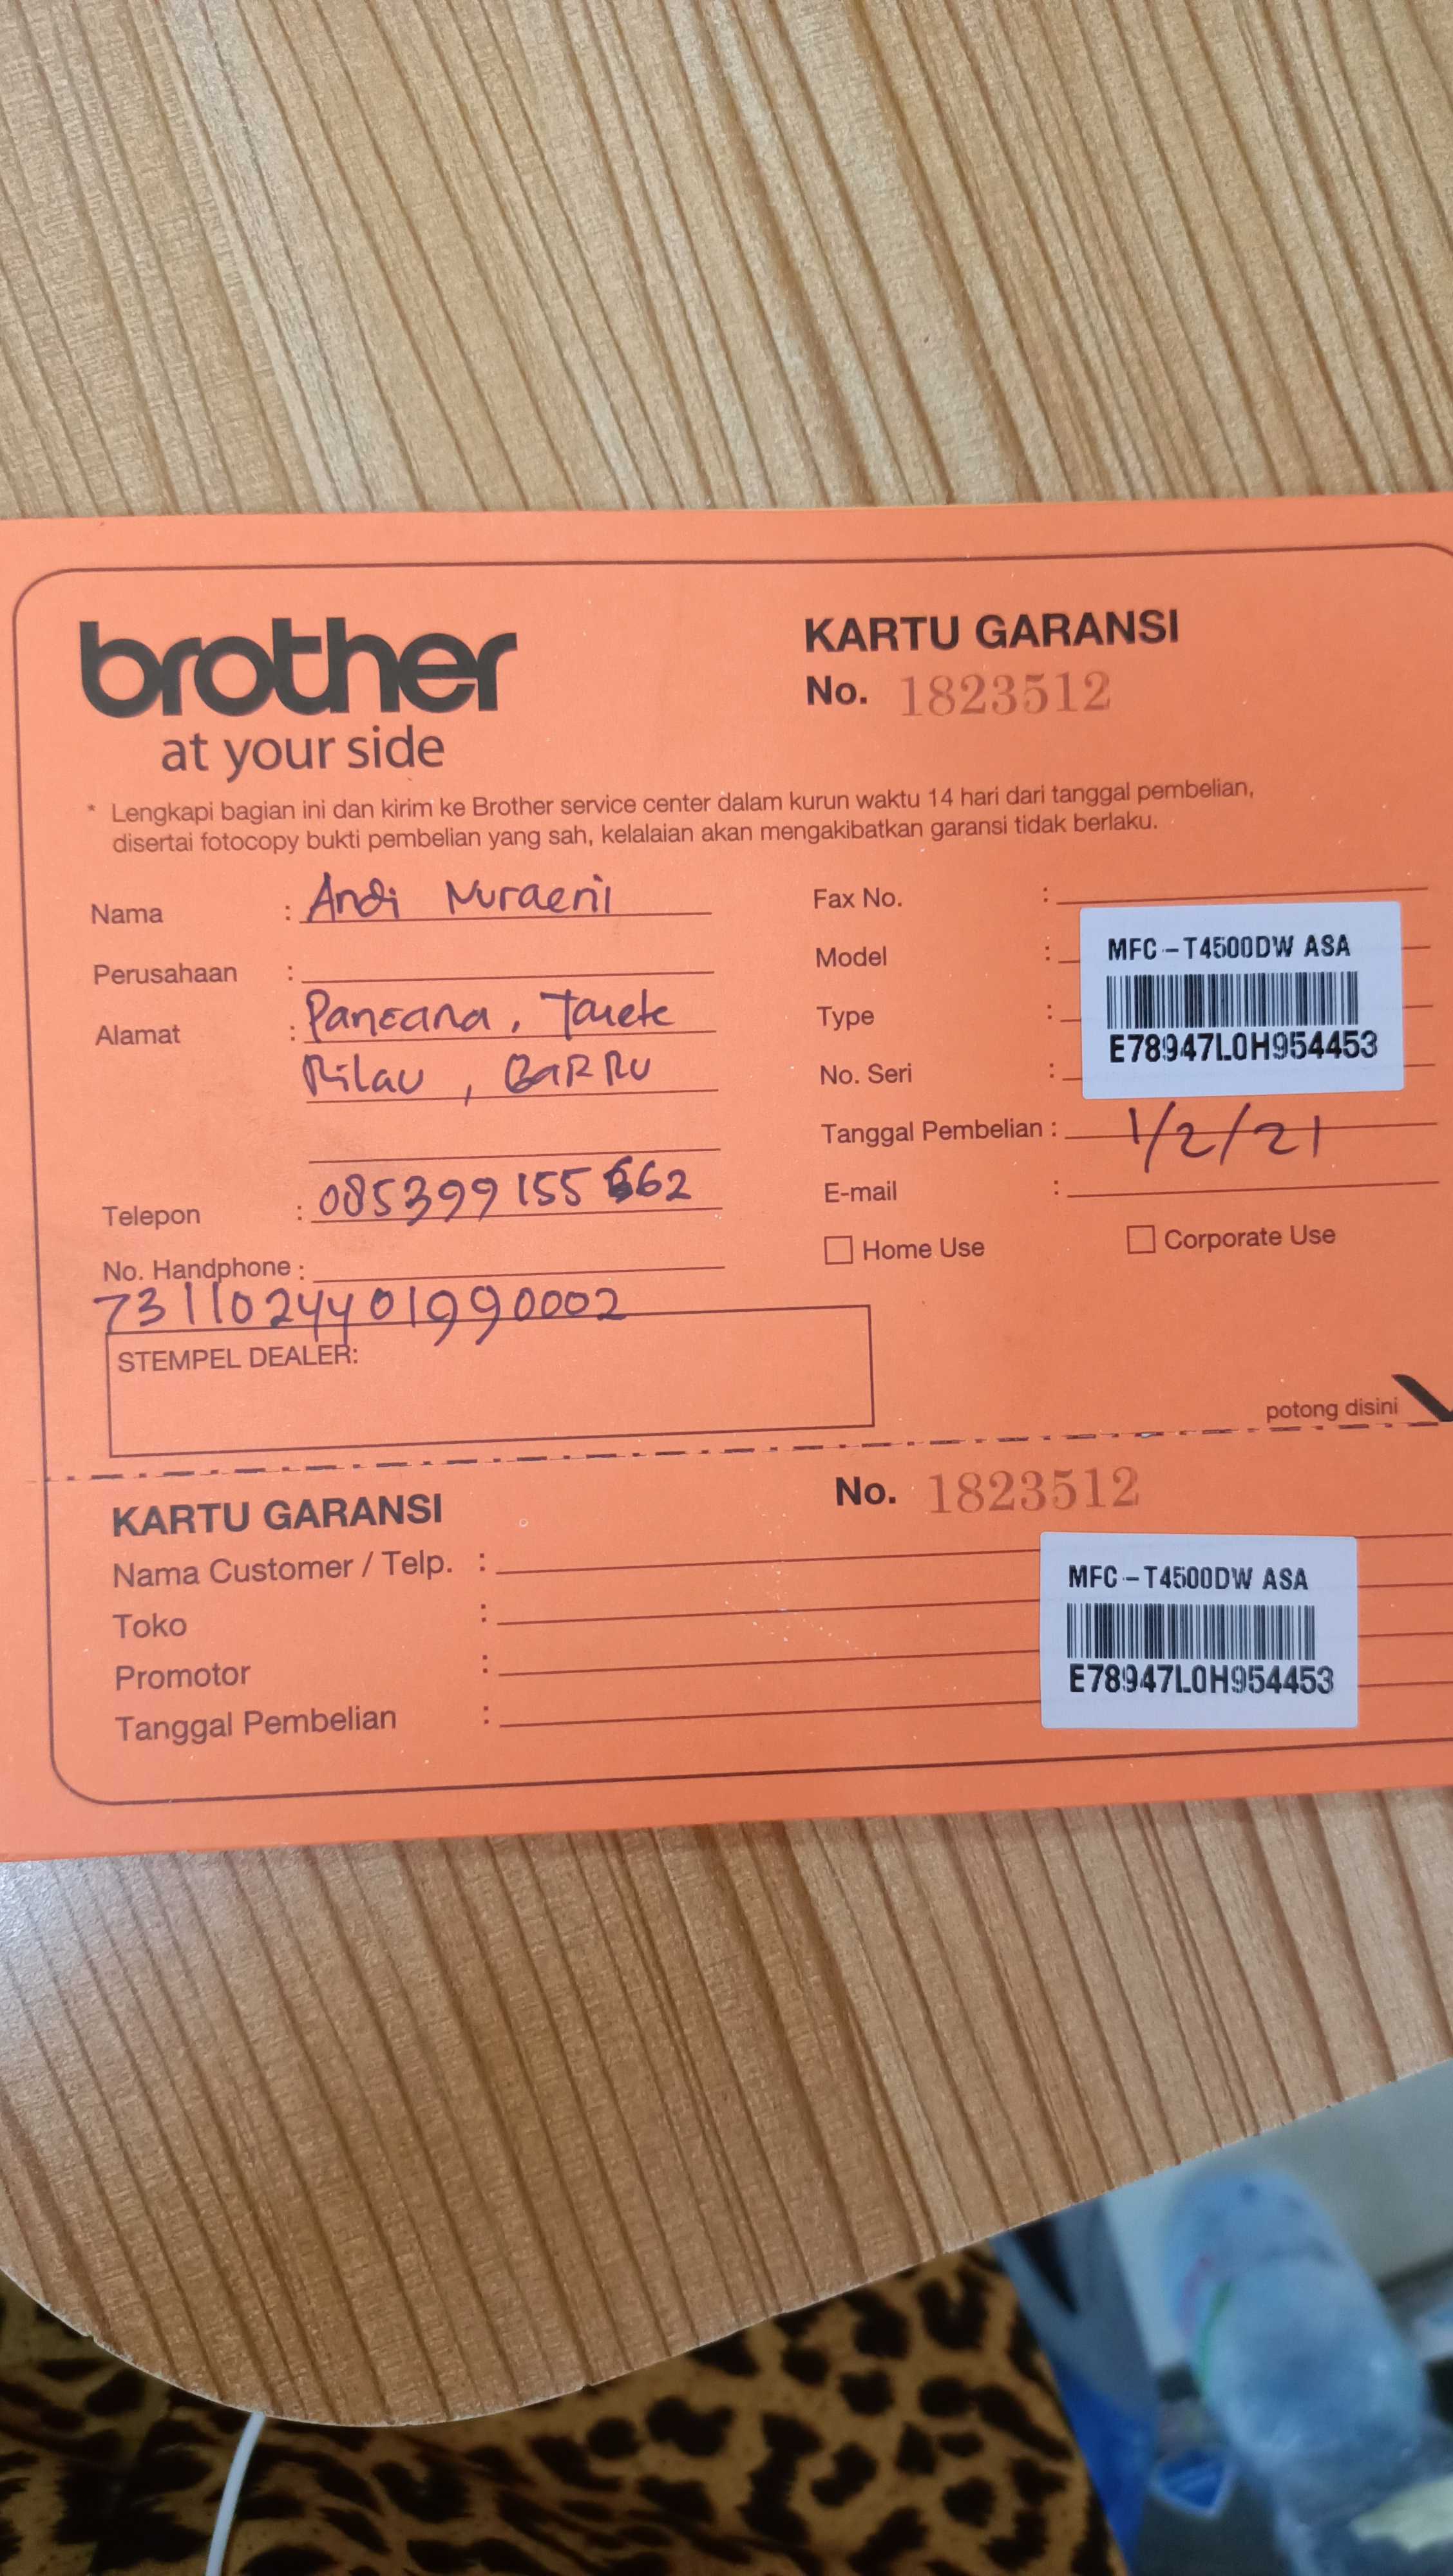 brother
at your side
KARTU GARANSI
No. 1823512
* Lengkapi bagian ini dan kirim ke Brother service center dalam kurun waktu 14 hari dari tanggal pembelian,
disertai fotocopy bukti pembelian yang sah, kelalaian akan mengakibatkan garansi tidak berlaku.
Nama : Andi Nuraeni
Perusahaan :
Alamat : Pancana, Tanete
Rilau, BARRU
Telepon : 085399155662
No. Handphone :
7311024401990002
STEMPEL DEALER:
Fax No. :
Model :
Type :
No. Seri :
MFC-T4500DW ASA
E78947L0H954453
Tanggal Pembelian : 1/2/21
E-mail :
Home Use
Corporate Use
potong disini
KARTU GARANSI
No. 1823512
Nama Customer / Telp. :
Toko :
Promotor :
Tanggal Pembelian :
MFC-T4500DW ASA
E78947L0H954453